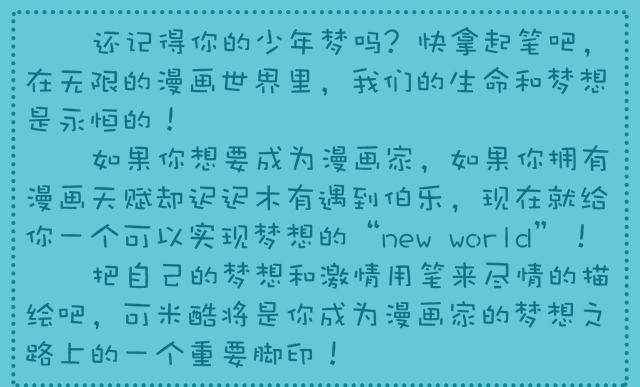 还记得你的少年梦吗？快拿起笔吧，
在无限的漫画世界里，我们的生命和梦想
是永恒的！
如果你想要成为漫画家，如果你拥有
漫画天赋却迟迟木有遇到伯乐，现在就给
你一个可以实现梦想的“new world”！
把自己的梦想和激情用笔来尽情的描
绘吧，可米酷将是你成为漫画家的梦想之
路上的一个重要脚印！